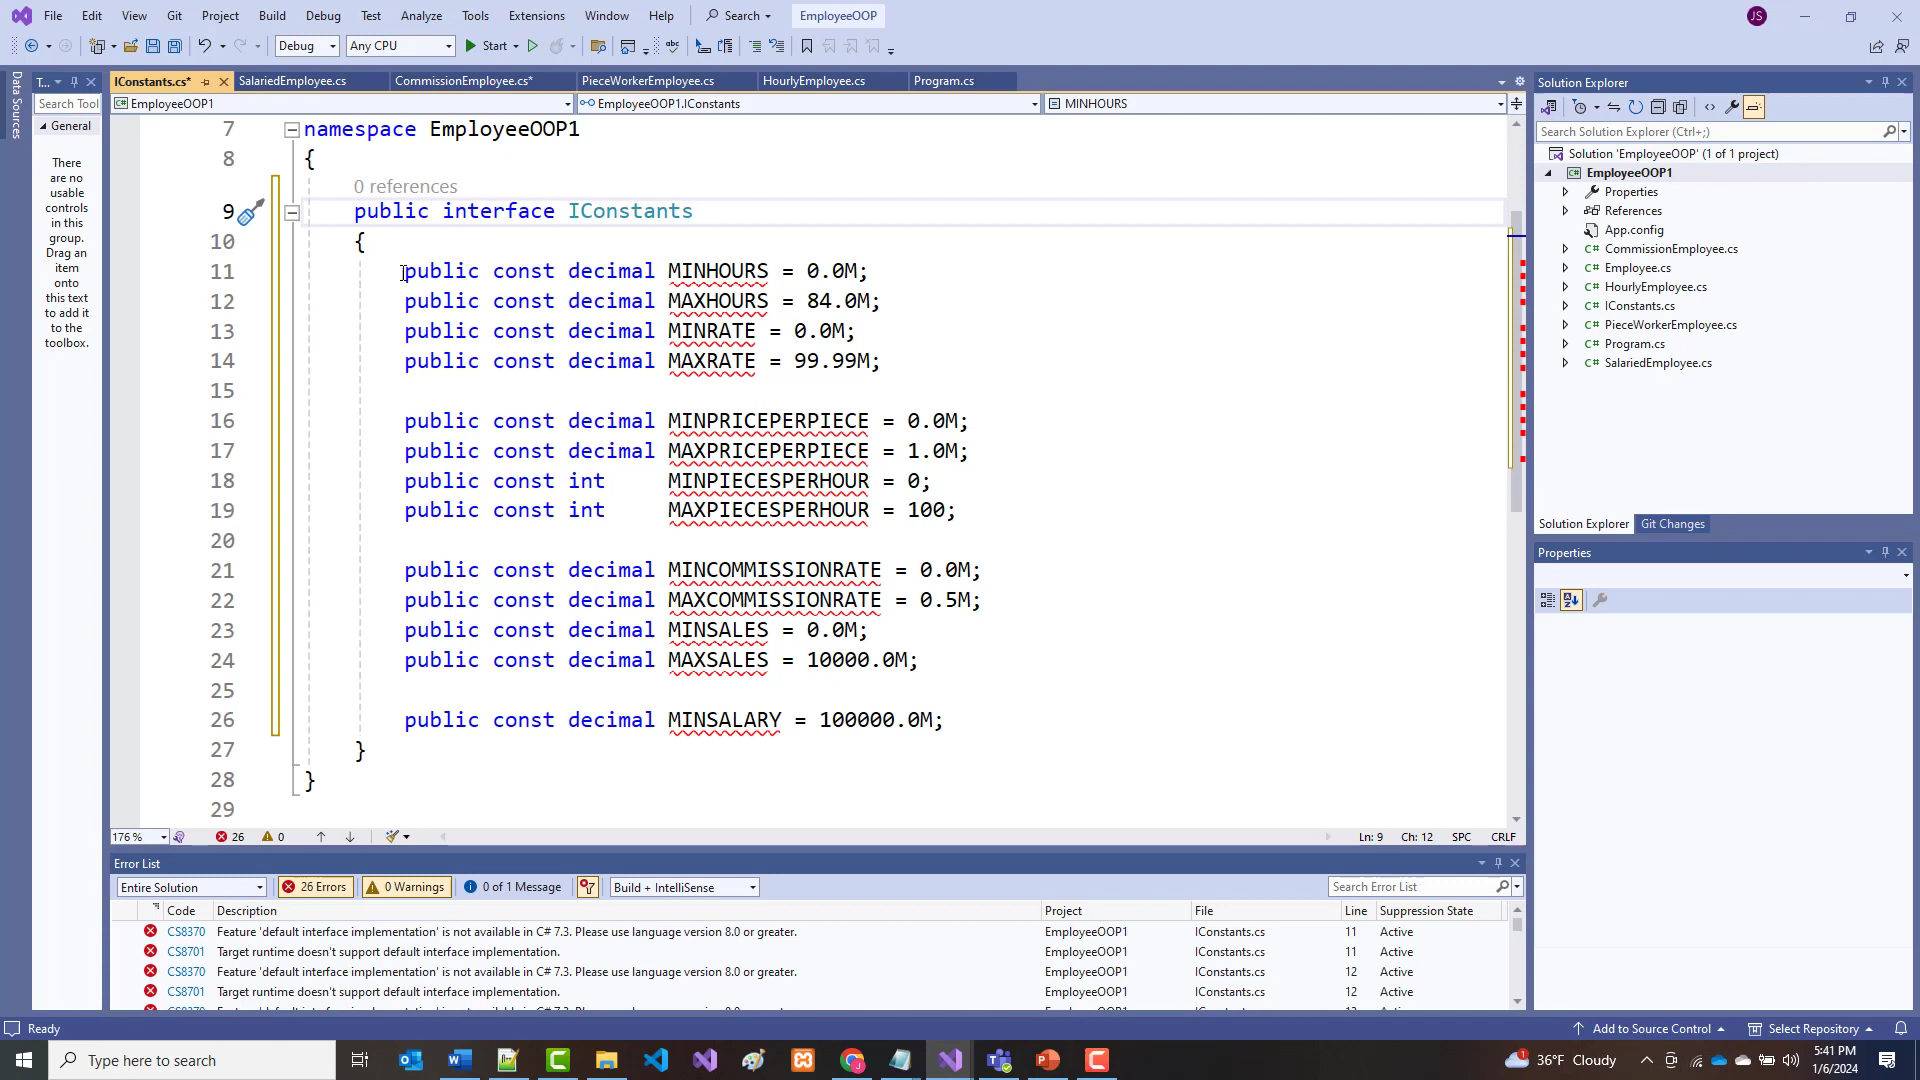 File Edit View Git Project Build Debug Test Analyze Tools Extensions Window Help Search EmployeeOOP JS
Debug Any CPU Start
Data Sources
T...
Search Tool
General
There
are no
usable
controls
in this
group.
Drag an
item
onto
this text
to add it
to the
toolbox.
IConstants.cs* SalariedEmployee.cs CommissionEmployee.cs* PieceWorkerEmployee.cs HourlyEmployee.cs Program.cs
EmployeeOOP1 EmployeeOOP1.IConstants MINHOURS
7 namespace EmployeeOOP1
8 {
0 references
9 public interface IConstants
10 {
11 public const decimal MINHOURS = 0.0M;
12 public const decimal MAXHOURS = 84.0M;
13 public const decimal MINRATE = 0.0M;
14 public const decimal MAXRATE = 99.99M;
15
16 public const decimal MINPRICEPERPIECE = 0.0M;
17 public const decimal MAXPRICEPERPIECE = 1.0M;
18 public const int MINPIECESPERHOUR = 0;
19 public const int MAXPIECESPERHOUR = 100;
20
21 public const decimal MINCOMMISSIONRATE = 0.0M;
22 public const decimal MAXCOMMISSIONRATE = 0.5M;
23 public const decimal MINSALES = 0.0M;
24 public const decimal MAXSALES = 10000.0M;
25
26 public const decimal MINSALARY = 100000.0M;
27 }
28 }
29
176 % 26 0 Ln: 9 Ch: 12 SPC CRLF
Error List
Entire Solution 26 Errors 0 Warnings 0 of 1 Message Build + IntelliSense Search Error List
Code Description Project File Line Suppression State
CS8370 Feature 'default interface implementation' is not available in C# 7.3. Please use language version 8.0 or greater. EmployeeOOP1 IConstants.cs 11 Active
CS8701 Target runtime doesn't support default interface implementation. EmployeeOOP1 IConstants.cs 11 Active
CS8370 Feature 'default interface implementation' is not available in C# 7.3. Please use language version 8.0 or greater. EmployeeOOP1 IConstants.cs 12 Active
CS8701 Target runtime doesn't support default interface implementation. EmployeeOOP1 IConstants.cs 12 Active
Solution Explorer
Search Solution Explorer (Ctrl+;)
Solution 'EmployeeOOP' (1 of 1 project)
EmployeeOOP1
Properties
References
App.config
C# CommissionEmployee.cs
C# Employee.cs
C# HourlyEmployee.cs
C# IConstants.cs
C# PieceWorkerEmployee.cs
C# Program.cs
C# SalariedEmployee.cs
Solution Explorer Git Changes
Properties
Ready Add to Source Control Select Repository
Type here to search 36°F Cloudy 5:41 PM
1/6/2024